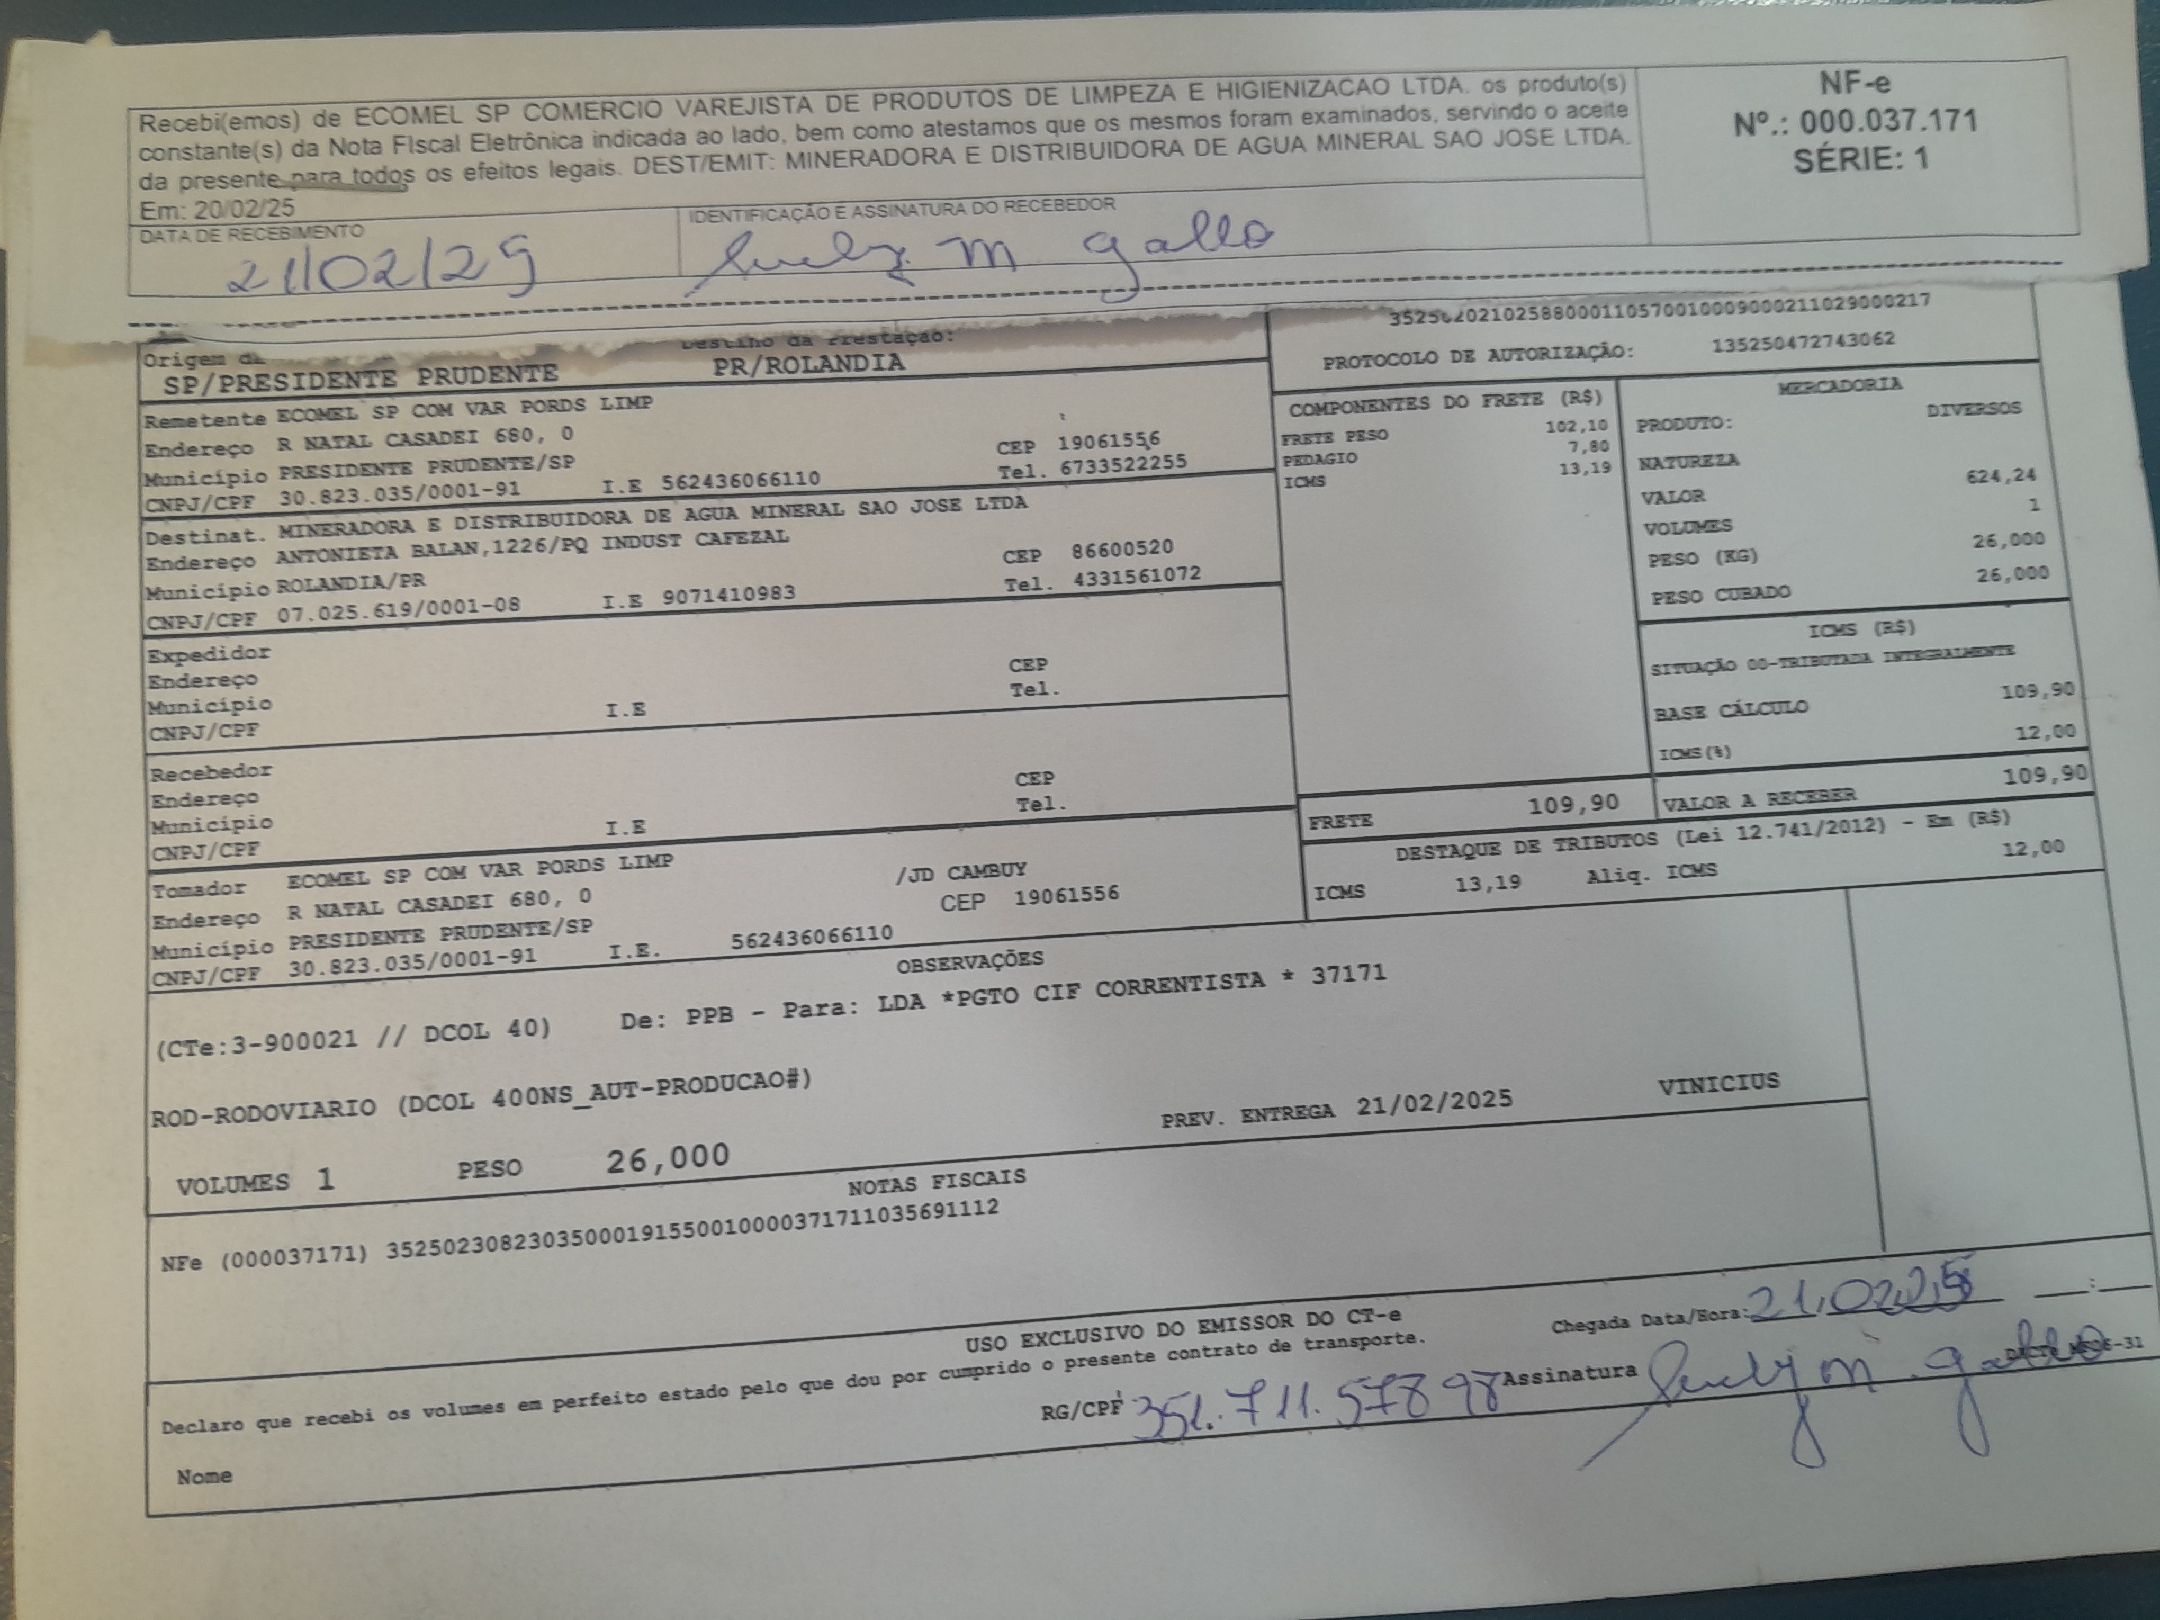 Recebi(emos) de ECOMEL SP COMERCIO VAREJISTA DE PRODUTOS DE LIMPEZA E HIGIENIZACAO LTDA. os produto(s)
constante(s) da Nota FIscal Eletrônica indicada ao lado, bem como atestamos que os mesmos foram examinados, servindo o aceite
da presente para todos os efeitos legais. DEST/EMIT: MINERADORA E DISTRIBUIDORA DE AGUA MINERAL SAO JOSE LTDA.
Em: 20/02/25
NF-e
Nº.: 000.037.171
SÉRIE: 1
DATA DE RECEBIMENTO
21/02/25
IDENTIFICAÇÃO E ASSINATURA DO RECEBEDOR
M Gallo
Origem
Destino da Prestação:
SP/PRESIDENTE PRUDENTE PR/ROLANDIA
Remetente ECOMEL SP COM VAR PORDS LIMP
Endereço R NATAL CASADEI 680, 0
CEP 19061556
Município PRESIDENTE PRUDENTE/SP
Tel. 6733522255
CNPJ/CPF 30.823.035/0001-91 I.E 562436066110
Destinat. MINERADORA E DISTRIBUIDORA DE AGUA MINERAL SAO JOSE LTDA
Endereço ANTONIETA BALAN,1226/PQ INDUST CAFEZAL
CEP 86600520
Município ROLANDIA/PR
Tel. 4331561072
CNPJ/CPF 07.025.619/0001-08 I.E 9071410983
Expedidor
Endereço CEP
Município Tel.
CNPJ/CPF I.E
Recebedor
Endereço CEP
Município Tel.
CNPJ/CPF I.E
Tomador ECOMEL SP COM VAR PORDS LIMP
Endereço R NATAL CASADEI 680, 0 /JD CAMBUY
Município PRESIDENTE PRUDENTE/SP CEP 19061556
CNPJ/CPF 30.823.035/0001-91 I.E. 562436066110
PROTOCOLO DE AUTORIZAÇÃO: 135250472743062
COMPONENTES DO FRETE (R$)
FRETE PESO 102,10
PEDAGIO 7,80
ICMS 13,19
MERCADORIA
PRODUTO: DIVERSOS
NATUREZA
VALOR 624,24
VOLUMES 1
PESO (KG) 26,000
PESO CUBADO 26,000
ICMS (R$)
SITUAÇÃO 00-TRIBUTADA INTEGRALMENTE
BASE CÁLCULO 109,90
ICMS(%) 12,00
FRETE 109,90 VALOR A RECEBER 109,90
DESTAQUE DE TRIBUTOS (Lei 12.741/2012) - Em (R$)
ICMS 13,19 Aliq. ICMS 12,00
OBSERVAÇÕES
(CTe:3-900021 // DCOL 40) De: PPB - Para: LDA *PGTO CIF CORRENTISTA * 37171
ROD-RODOVIARIO (DCOL 400NS_AUT-PRODUCAO#)
VOLUMES 1 PESO 26,000 PREV. ENTREGA 21/02/2025 VINICIUS
NOTAS FISCAIS
NFe (000037171) 35250230823035000191550010000371711035691112
USO EXCLUSIVO DO EMISSOR DO CT-e
Chegada Data/Hora: 21.02.25 __:__
Declaro que recebi os volumes em perfeito estado pelo que dou por cumprido o presente contrato de transporte.
Nome
RG/CPF 351.711.578 98 Assinatura M Gallo